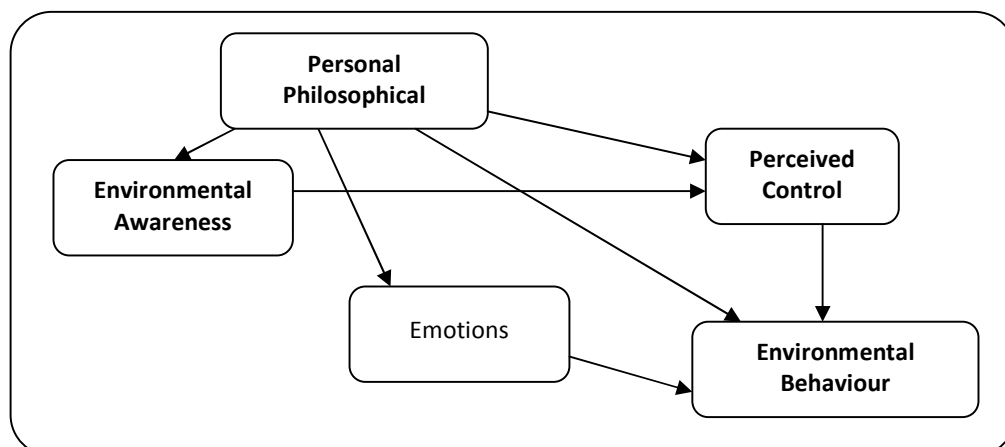 Personal
Philosophical
Environmental
Awareness
Perceived
Control
Emotions
Environmental
Behaviour